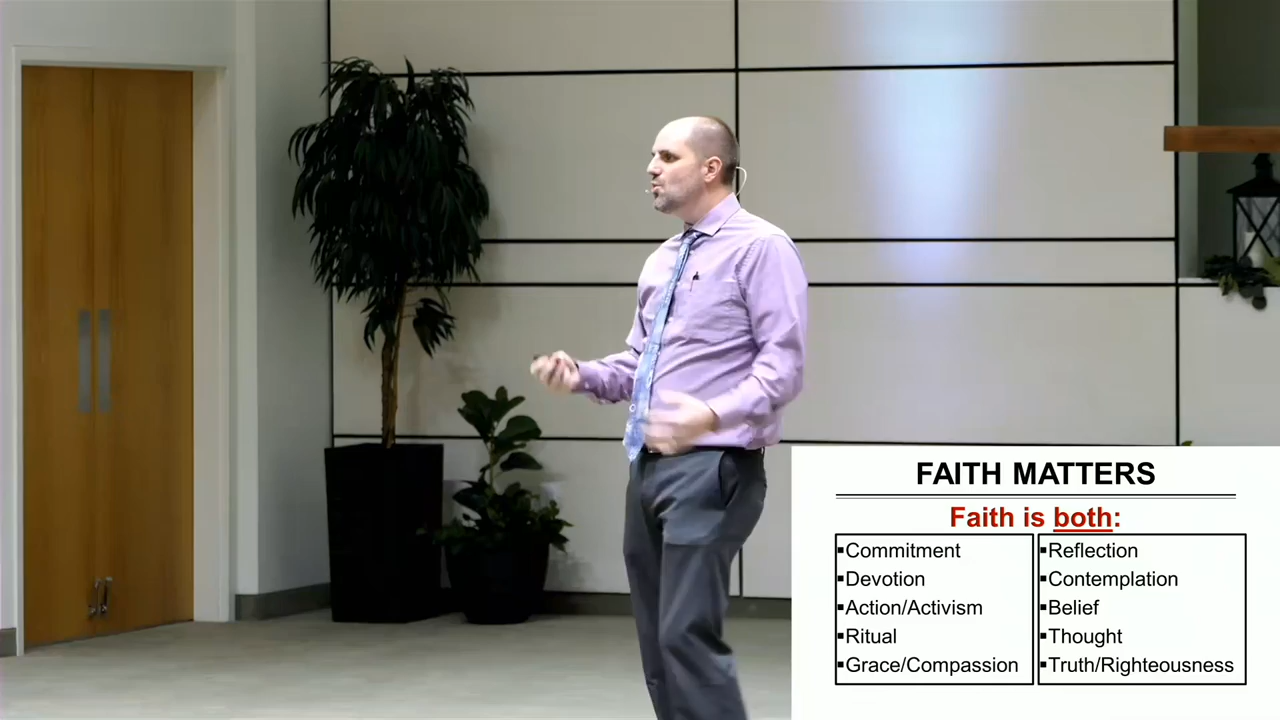 FAITH MATTERS
Faith is both:
▪Commitment
▪Devotion
▪Action/Activism
▪Ritual
▪Grace/Compassion
▪Reflection
▪Contemplation
▪Belief
▪Thought
▪Truth/Righteousness